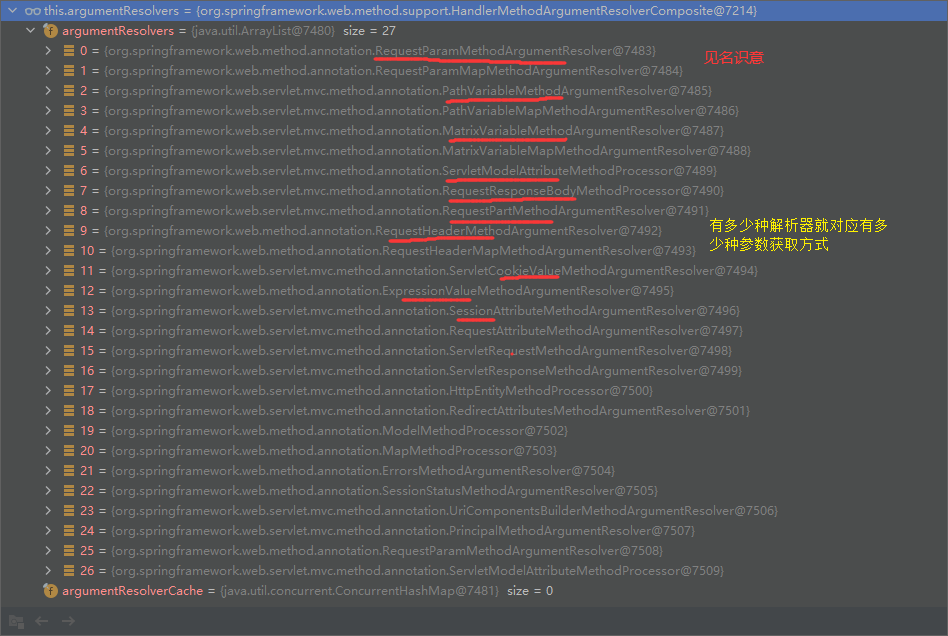 this.argumentResolvers = {org.springframework.web.method.support.HandlerMethodArgumentResolverComposite@7214}
argumentResolvers = {java.util.ArrayList@7480} size = 27
0 = {org.springframework.web.method.annotation.RequestParamMethodArgumentResolver@7483}
见名识意
1 = {org.springframework.web.method.annotation.RequestParamMapMethodArgumentResolver@7484}
2 = {org.springframework.web.servlet.mvc.method.annotation.PathVariableMethodArgumentResolver@7485}
3 = {org.springframework.web.servlet.mvc.method.annotation.PathVariableMapMethodArgumentResolver@7486}
4 = {org.springframework.web.servlet.mvc.method.annotation.MatrixVariableMethodArgumentResolver@7487}
5 = {org.springframework.web.servlet.mvc.method.annotation.MatrixVariableMapMethodArgumentResolver@7488}
6 = {org.springframework.web.servlet.mvc.method.annotation.ServletModelAttributeMethodProcessor@7489}
7 = {org.springframework.web.servlet.mvc.method.annotation.RequestResponseBodyMethodProcessor@7490}
8 = {org.springframework.web.servlet.mvc.method.annotation.RequestPartMethodArgumentResolver@7491}
9 = {org.springframework.web.method.annotation.RequestHeaderMethodArgumentResolver@7492}
有多少种解析器就对应有多
少种参数获取方式
10 = {org.springframework.web.method.annotation.RequestHeaderMapMethodArgumentResolver@7493}
11 = {org.springframework.web.servlet.mvc.method.annotation.ServletCookieValueMethodArgumentResolver@7494}
12 = {org.springframework.web.method.annotation.ExpressionValueMethodArgumentResolver@7495}
13 = {org.springframework.web.servlet.mvc.method.annotation.SessionAttributeMethodArgumentResolver@7496}
14 = {org.springframework.web.servlet.mvc.method.annotation.RequestAttributeMethodArgumentResolver@7497}
15 = {org.springframework.web.servlet.mvc.method.annotation.ServletRequestMethodArgumentResolver@7498}
16 = {org.springframework.web.servlet.mvc.method.annotation.ServletResponseMethodArgumentResolver@7499}
17 = {org.springframework.web.servlet.mvc.method.annotation.HttpEntityMethodProcessor@7500}
18 = {org.springframework.web.servlet.mvc.method.annotation.RedirectAttributesMethodArgumentResolver@7501}
19 = {org.springframework.web.method.annotation.ModelMethodProcessor@7502}
20 = {org.springframework.web.method.annotation.MapMethodProcessor@7503}
21 = {org.springframework.web.method.annotation.ErrorsMethodArgumentResolver@7504}
22 = {org.springframework.web.method.annotation.SessionStatusMethodArgumentResolver@7505}
23 = {org.springframework.web.servlet.mvc.method.annotation.UriComponentsBuilderMethodArgumentResolver@7506}
24 = {org.springframework.web.servlet.mvc.method.annotation.PrincipalMethodArgumentResolver@7507}
25 = {org.springframework.web.method.annotation.RequestParamMethodArgumentResolver@7508}
26 = {org.springframework.web.servlet.mvc.method.annotation.ServletModelAttributeMethodProcessor@7509}
argumentResolverCache = {java.util.concurrent.ConcurrentHashMap@7481} size = 0